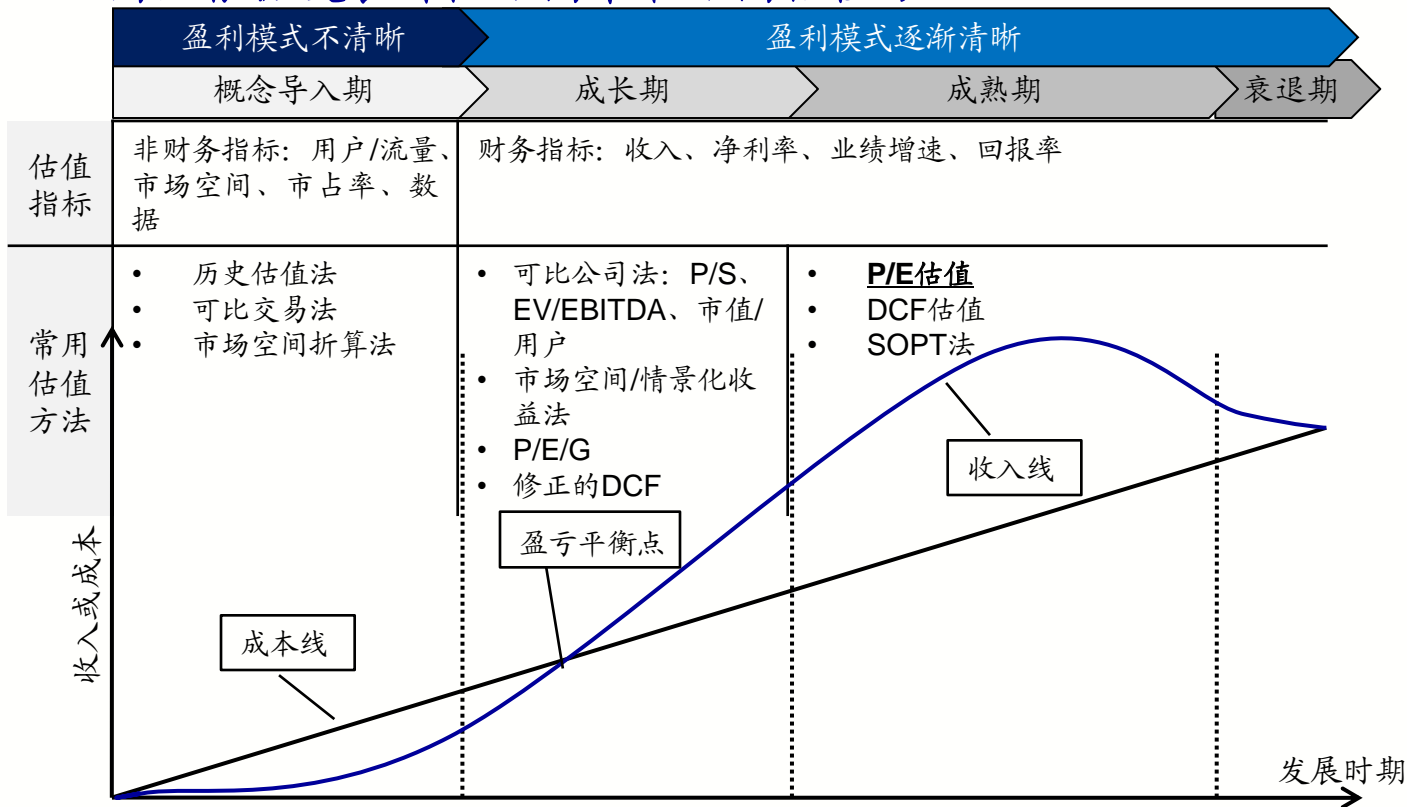 盈利模式不清晰
盈利模式逐渐清晰
概念导入期
成长期
成熟期
衰退期
估值
指标
非财务指标：用户/流量、
市场空间、市占率、数
据
财务指标：收入、净利率、业绩增速、回报率
常用
估值
方法
• 历史估值法
• 可比交易法
• 市场空间折算法
• 可比公司法：P/S、
EV/EBITDA、市值/
用户
• 市场空间/情景化收
益法
• P/E/G
• 修正的DCF
• P/E估值
• DCF估值
• SOPT法
收入线
盈亏平衡点
成本线
收入或成本
发展时期